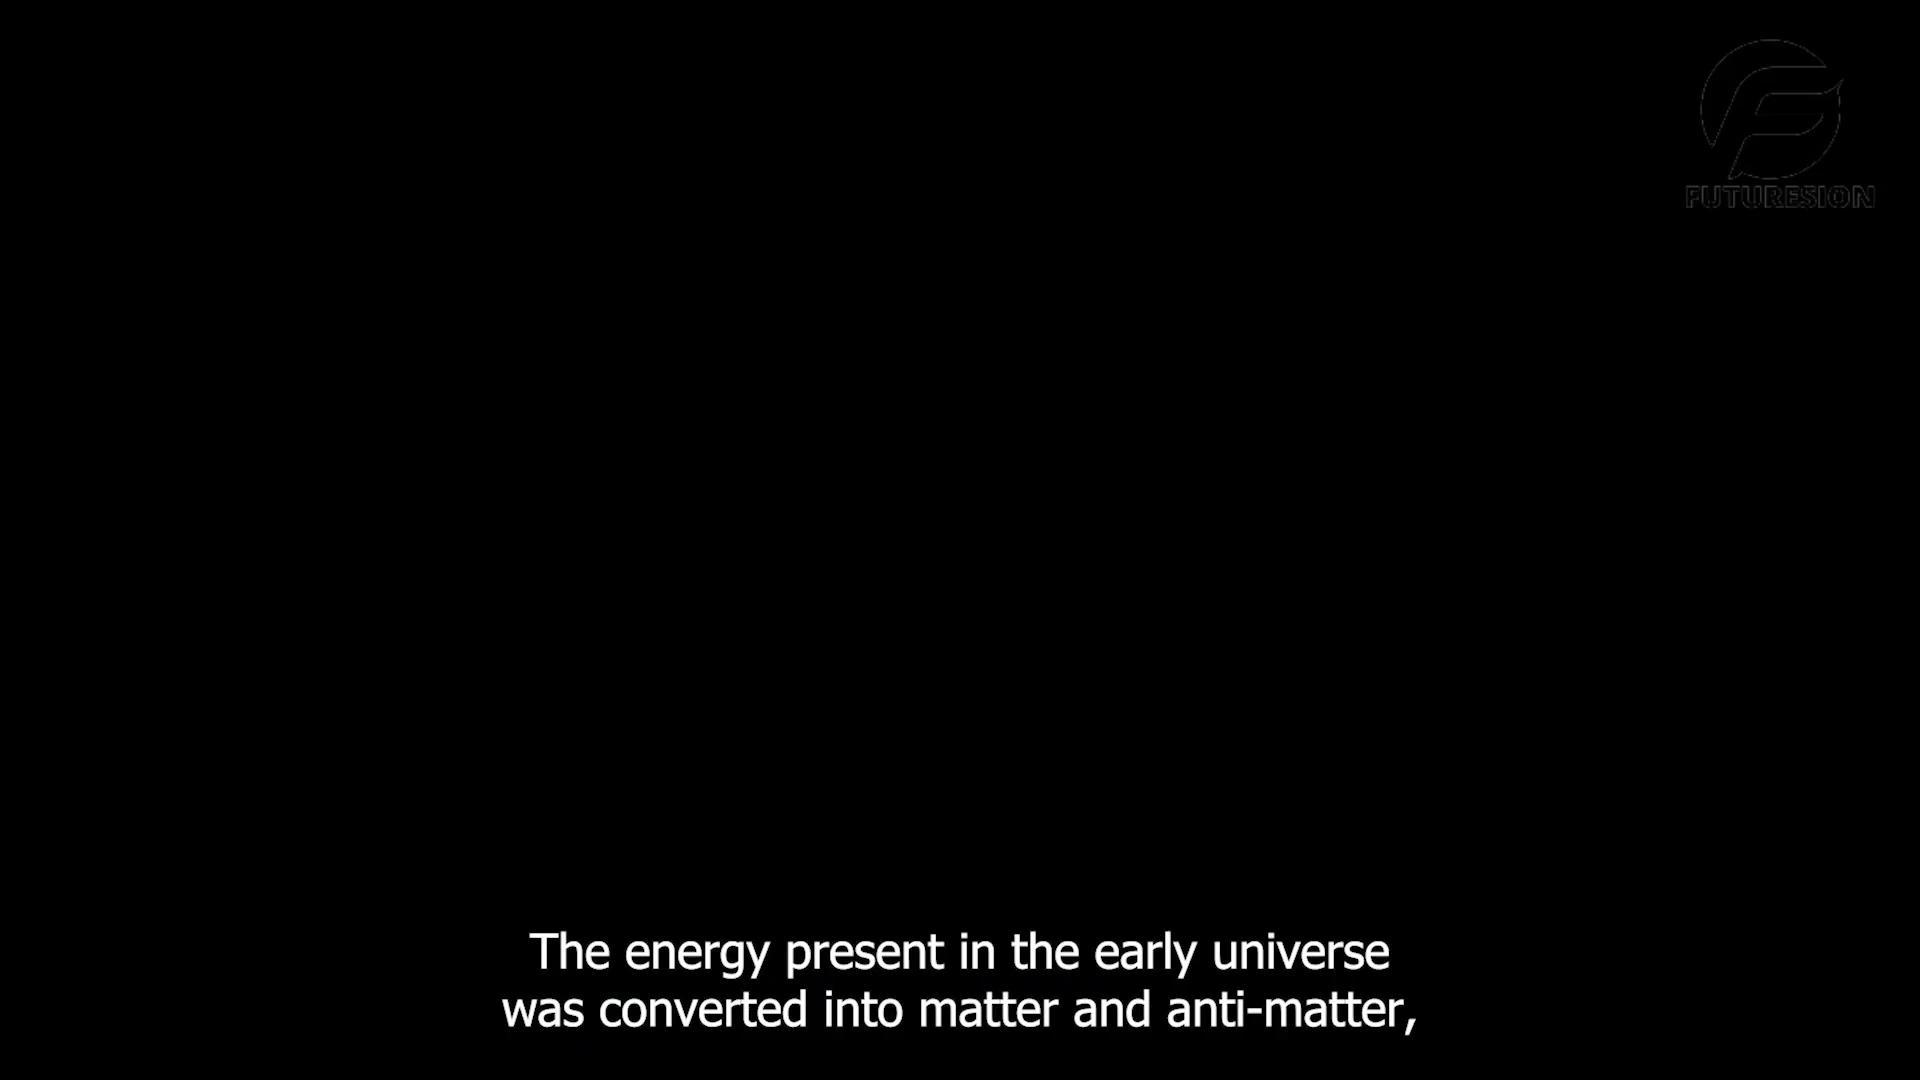 FUTURESION
The energy present in the early universe
was converted into matter and anti-matter,